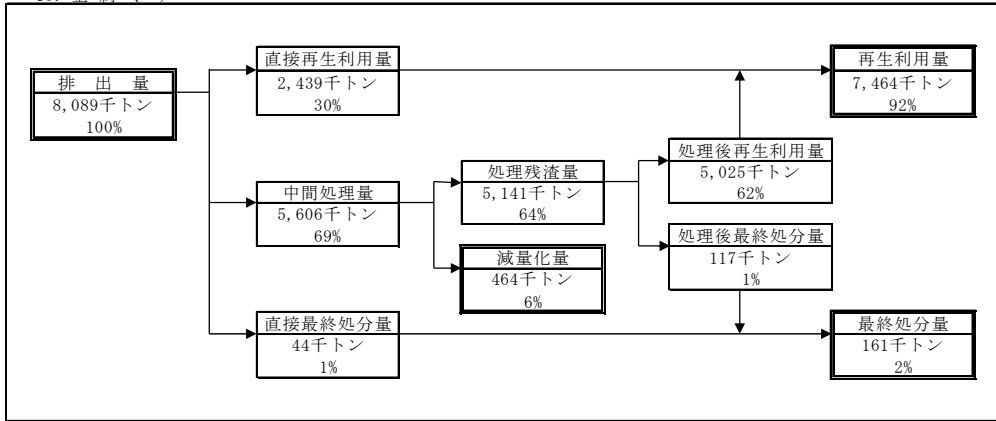 排 出 量
8,089千トン
100%
直接再生利用量
2,439千トン
30%
中間処理量
5,606千トン
69%
直接最終処分量
44千トン
1%
処理残渣量
5,141千トン
64%
減量化量
464千トン
6%
処理後再生利用量
5,025千トン
62%
処理後最終処分量
117千トン
1%
再生利用量
7,464千トン
92%
最終処分量
161千トン
2%